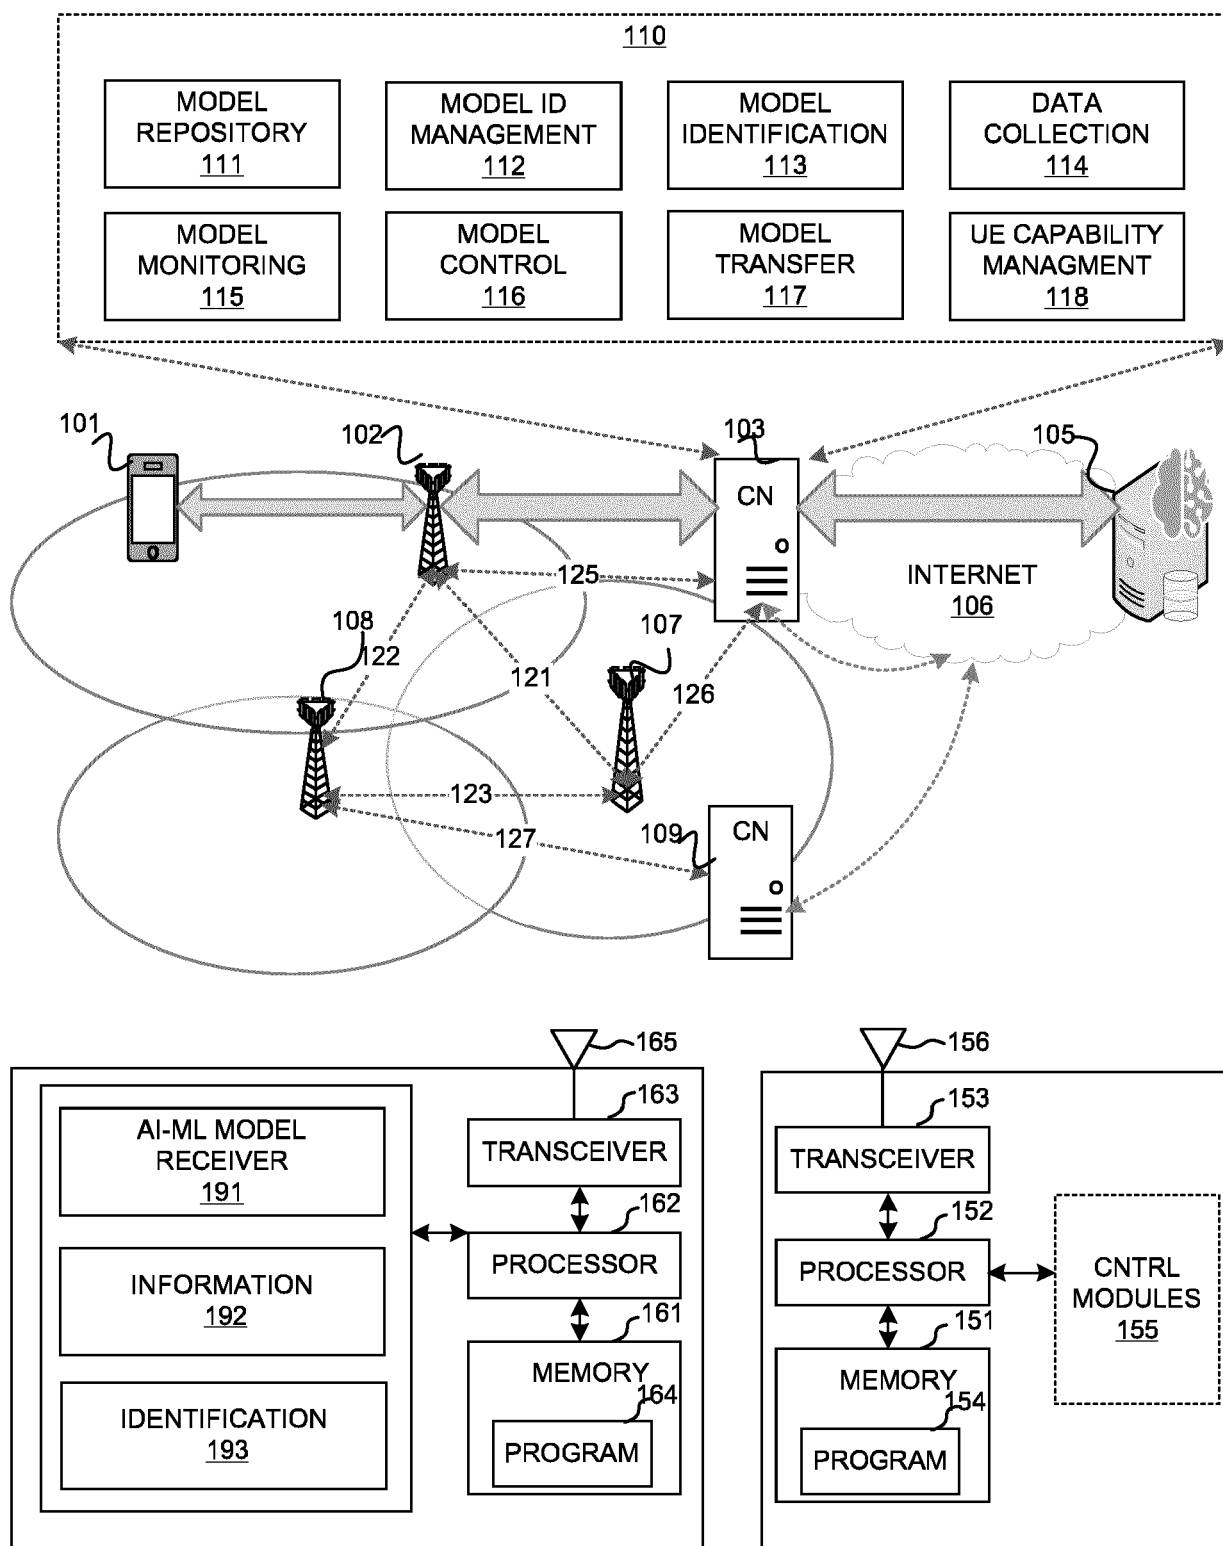 110
MODEL
REPOSITORY
111
MODEL ID
MANAGEMENT
112
MODEL
IDENTIFICATION
113
DATA
COLLECTION
114
MODEL
MONITORING
115
MODEL
CONTROL
116
MODEL
TRANSFER
117
UE CAPABILITY
MANAGMENT
118
101
102
103
105
CN
INTERNET
106
125
108
122
107
121
126
123
127
109
CN
165
163
TRANSCEIVER
162
PROCESSOR
161
MEMORY
164
PROGRAM
AI-ML MODEL
RECEIVER
191
INFORMATION
192
IDENTIFICATION
193
156
153
TRANSCEIVER
152
PROCESSOR
151
MEMORY
154
PROGRAM
CNTRL
MODULES
155